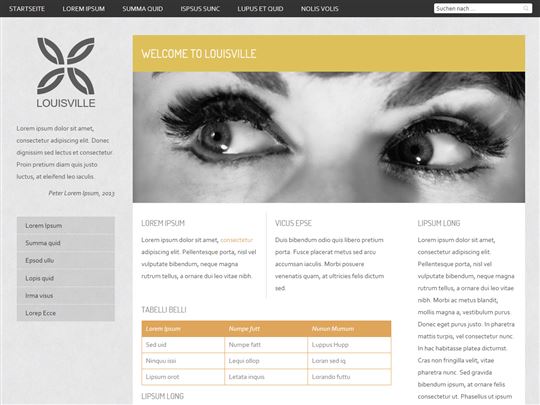 STARTSEITE LOREM IPSUM SUMMA QUID ISPSUS SUNC LUPUS ET QUID NOLIS VOLIS Suchen nach ...
LOUISVILLE
Lorem ipsum dolor sit amet,
consectetur adipiscing elit. Donec
dignissim sed lectus et consectetur.
Proin pretium diam quis justo
luctus, at eleifend leo iaculis.
Peter Lorem Ipsum, 2013
Lorem Ipsum
Summa quid
Epsod ullu
Lopis quid
Irma visus
Lorep Ecce
WELCOME TO LOUISVILLE
LOREM IPSUM
Lorem ipsum dolor sit amet, consectetur
adipiscing elit. Pellentesque porta, nisl vel
vulputate bibendum, neque magna
rutrum tellus, a ornare dui leo vitae nibh.
VICUS EPSE
Duis bibendum odio quis libero pretium
porta. Fusce placerat metus sed arcu
accumsan iaculis. Morbi posuere
venenatis quam, at ultricies felis dictum
sed.
TABELLI BELLI
Lorem Ipsum Numpe futt Nunun Mumum
Sed uid Numpe fatt Luppus Hupp
Ninquu issi Lequi ollop Loran sed iq
Lipsum orot Letata inquis Lorando futtu
LOREM IPSUM
LIPSUM LONG
Lorem ipsum dolor sit amet,
consectetur adipiscing elit.
Pellentesque porta, nisl vel
vulputate bibendum, neque
magna rutrum tellus, a
ornare dui leo vitae
nibh. Morbi ac metus blandit,
mollis magna a, vestibulum purus.
Donec eget purus justo. In pharetra
mattis turpis, eu convallis nunc.
In hac habitasse platea dictumst.
Cras non fringilla velit, vitae
pharetra nunc. Sed gravida
bibendum ipsum, at ornare felis
consectetur ut. Phasellus ut ipsum